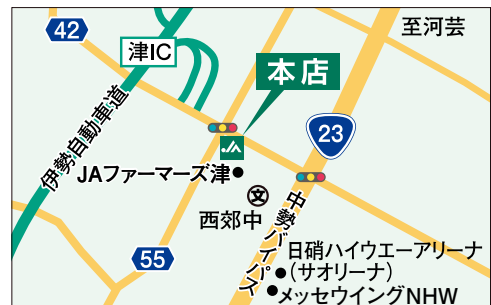 42
至河芸
津IC
本店
伊勢自動車道
23
JA
JAファーマーズ津
文
西郊中
中勢バイパス
55
日硝ハイウエーアリーナ
(サオリーナ)
メッセウイングNHW